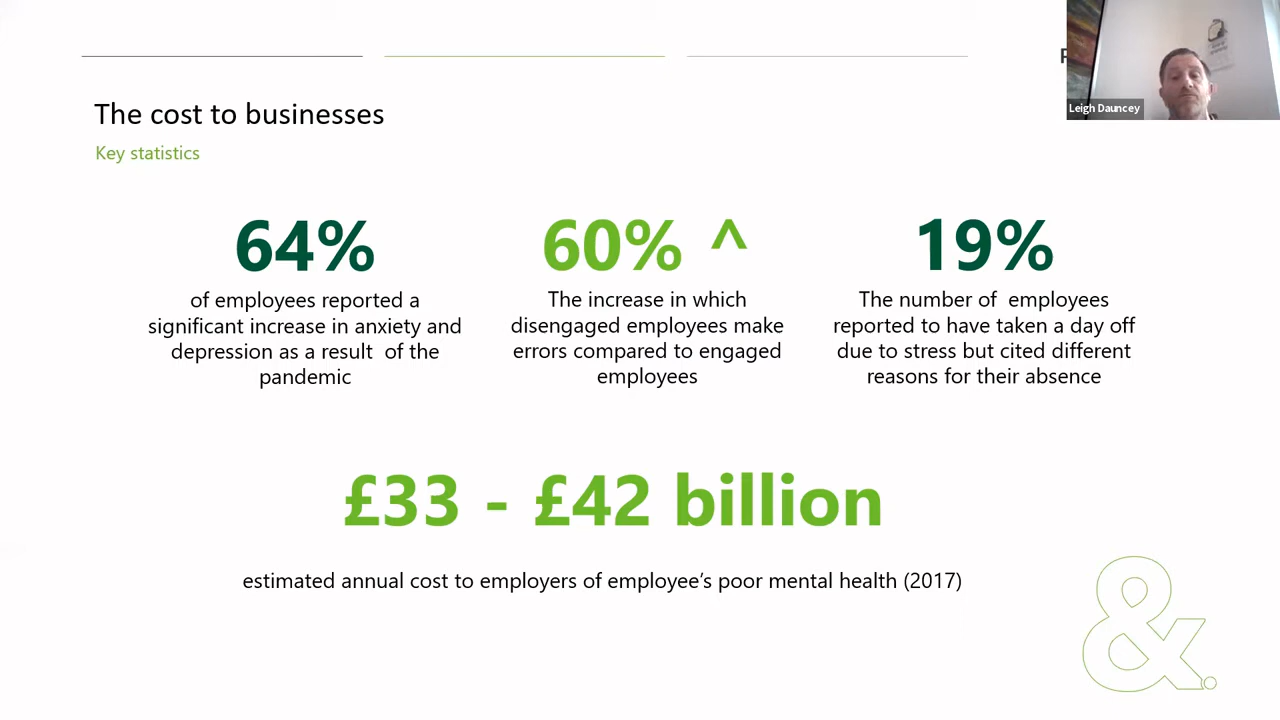 The cost to businesses
Key statistics
64%
of employees reported a
significant increase in anxiety and
depression as a result of the
pandemic
60% ^
The increase in which
disengaged employees make
errors compared to engaged
employees
19%
The number of employees
reported to have taken a day off
due to stress but cited different
reasons for their absence
£33 - £42 billion
estimated annual cost to employers of employee’s poor mental health (2017)
&.
Leigh Dauncey